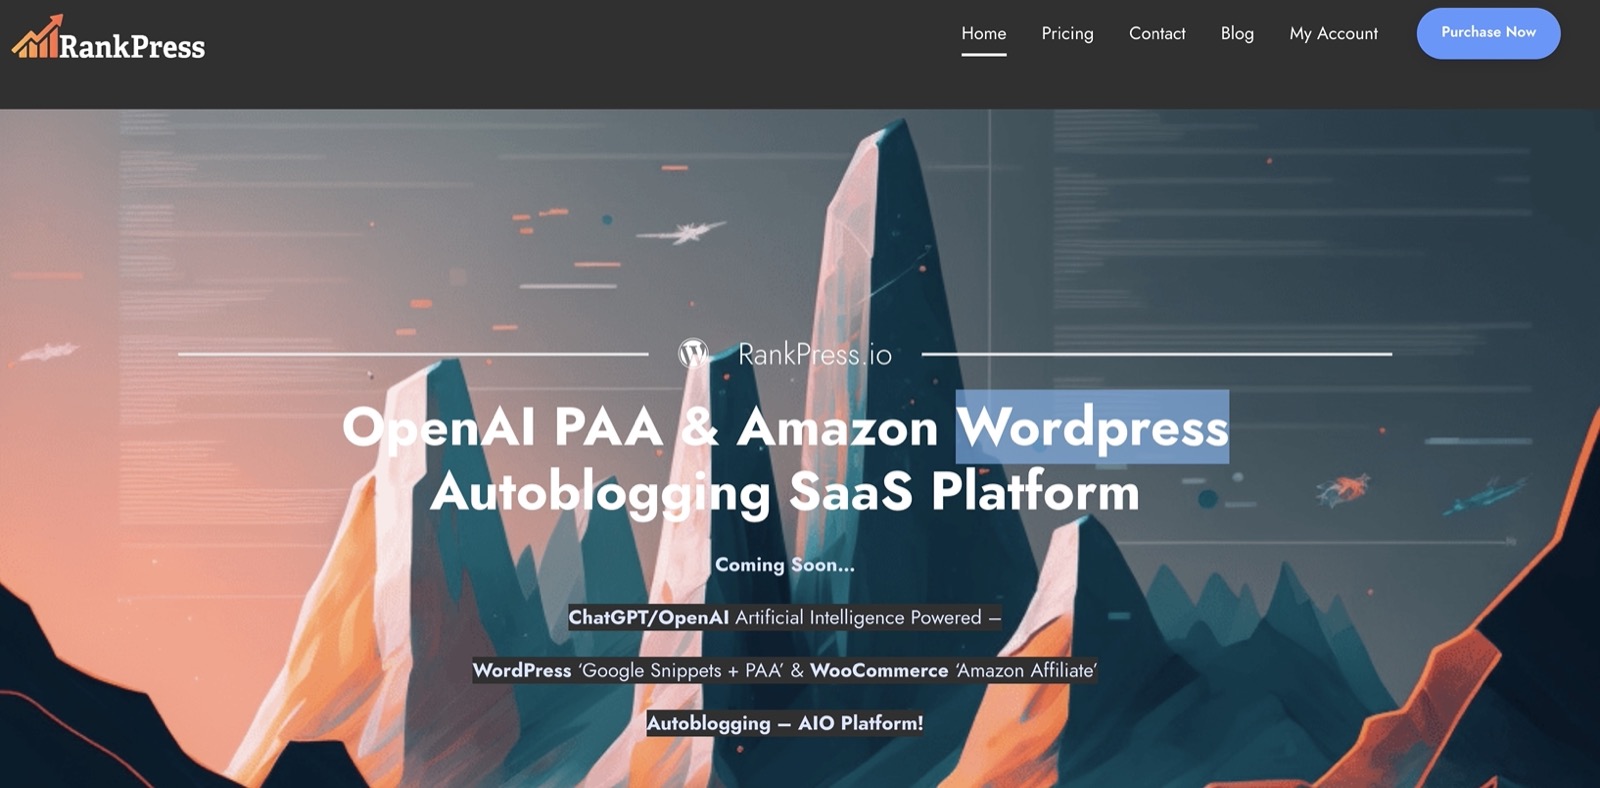 RankPress
Home Pricing Contact Blog My Account Purchase Now
RankPress.io
OpenAI PAA & Amazon Wordpress
Autoblogging SaaS Platform
Coming Soon...
ChatGPT/OpenAI Artificial Intelligence Powered –
WordPress ‘Google Snippets + PAA’ & WooCommerce ‘Amazon Affiliate’
Autoblogging – AIO Platform!